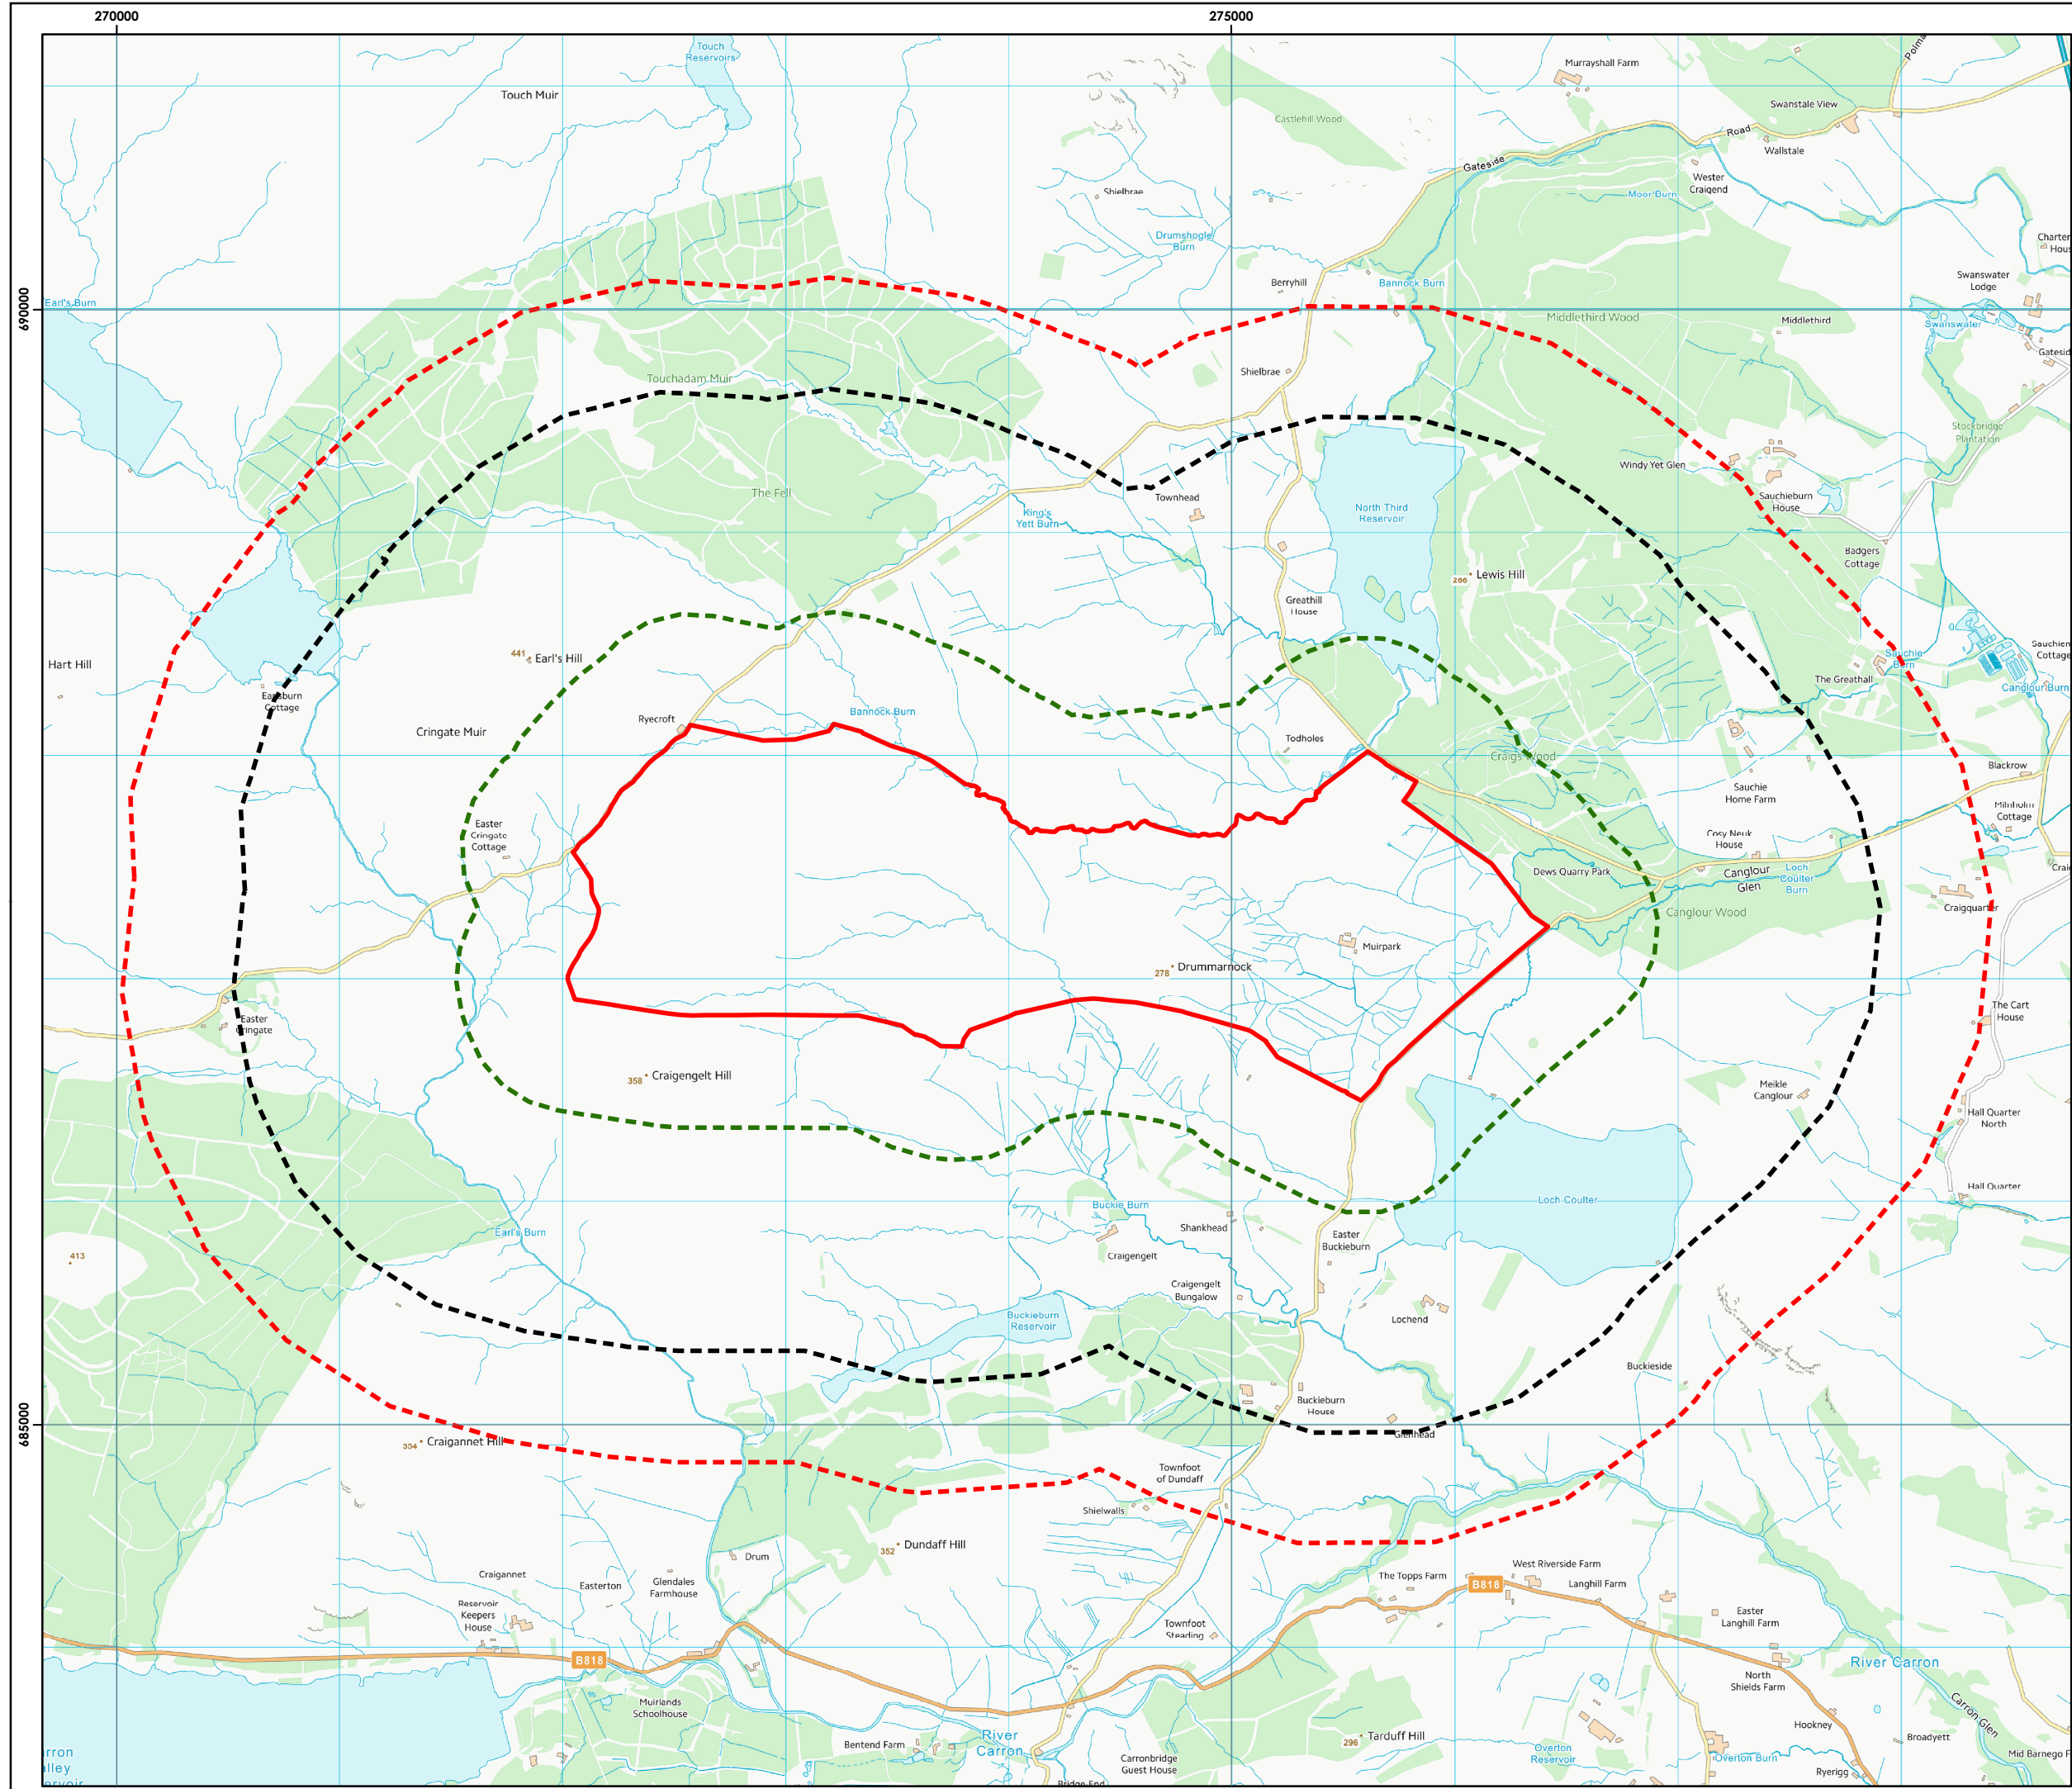 270000
275000
690000
685000
Touch
Reservoirs
Touch Muir
Murrayshall Farm
Swanstale View
Castlehill Wood
Road
Wallstale
Gateside
Wester
Craigend
Moor Burn
Shielbrae
Drumshogle
Burn
Berryhill
Bannock Burn
Swanswater
Lodge
Earl's Burn
Middlethird Wood
Middlethird
Swanswater
Shielbrae
Touchadam Muir
Stockbridge
Plantation
Windy Yet Glen
The Fell
Townhead
Sauchieburn
House
King's
Yett Burn
North Third
Reservoir
Badgers
Cottage
266
Lewis Hill
Greathill
House
441
Earl's Hill
Hart Hill
Sauchie
Burn
The Greathall
Canglour Burn
Earlsburn
Cottage
Ryecroft
Bannock Burn
Cringate Muir
Todholes
Craigs Wood
Blackrow
Sauchie
Home Farm
Milnholm
Cottage
Easter
Cringate
Cottage
Cosy Neuk
House
Dews Quarry Park
Canglour
Glen
Loch
Coulter
Burn
Craigquarter
Canglour Wood
Muirpark
278
Drummarnock
Easter
Cringate
The Cart
House
358
Craigengelt Hill
Meikle
Canglour
Hall Quarter
North
Hall Quarter
Buckie Burn
Loch Coulter
Shankhead
Earl's Burn
Easter
Buckieburn
Craigengelt
413
Craigengelt
Bungalow
Buckieburn
Reservoir
Lochend
Buckieside
Buckieburn
House
Glenhead
354
Craigannet Hill
Townfoot
of Dundaff
Shielwalls
352
Dundaff Hill
Drum
West Riverside Farm
The Topps Farm
B818
Langhill Farm
Craigannet
Easterton
Glendales
Farmhouse
Reservoir
Keepers
House
Easter
Langhill Farm
Townfoot
Steading
B818
River Carron
North
Shields Farm
Muirlands
Schoolhouse
Carron Glen
Hookney
River
Carron
296
Tarduff Hill
Broadyett
Bentend Farm
Carronbridge
Guest House
Overton
Reservoir
Overton Burn
Ryerigg
Bridge-End